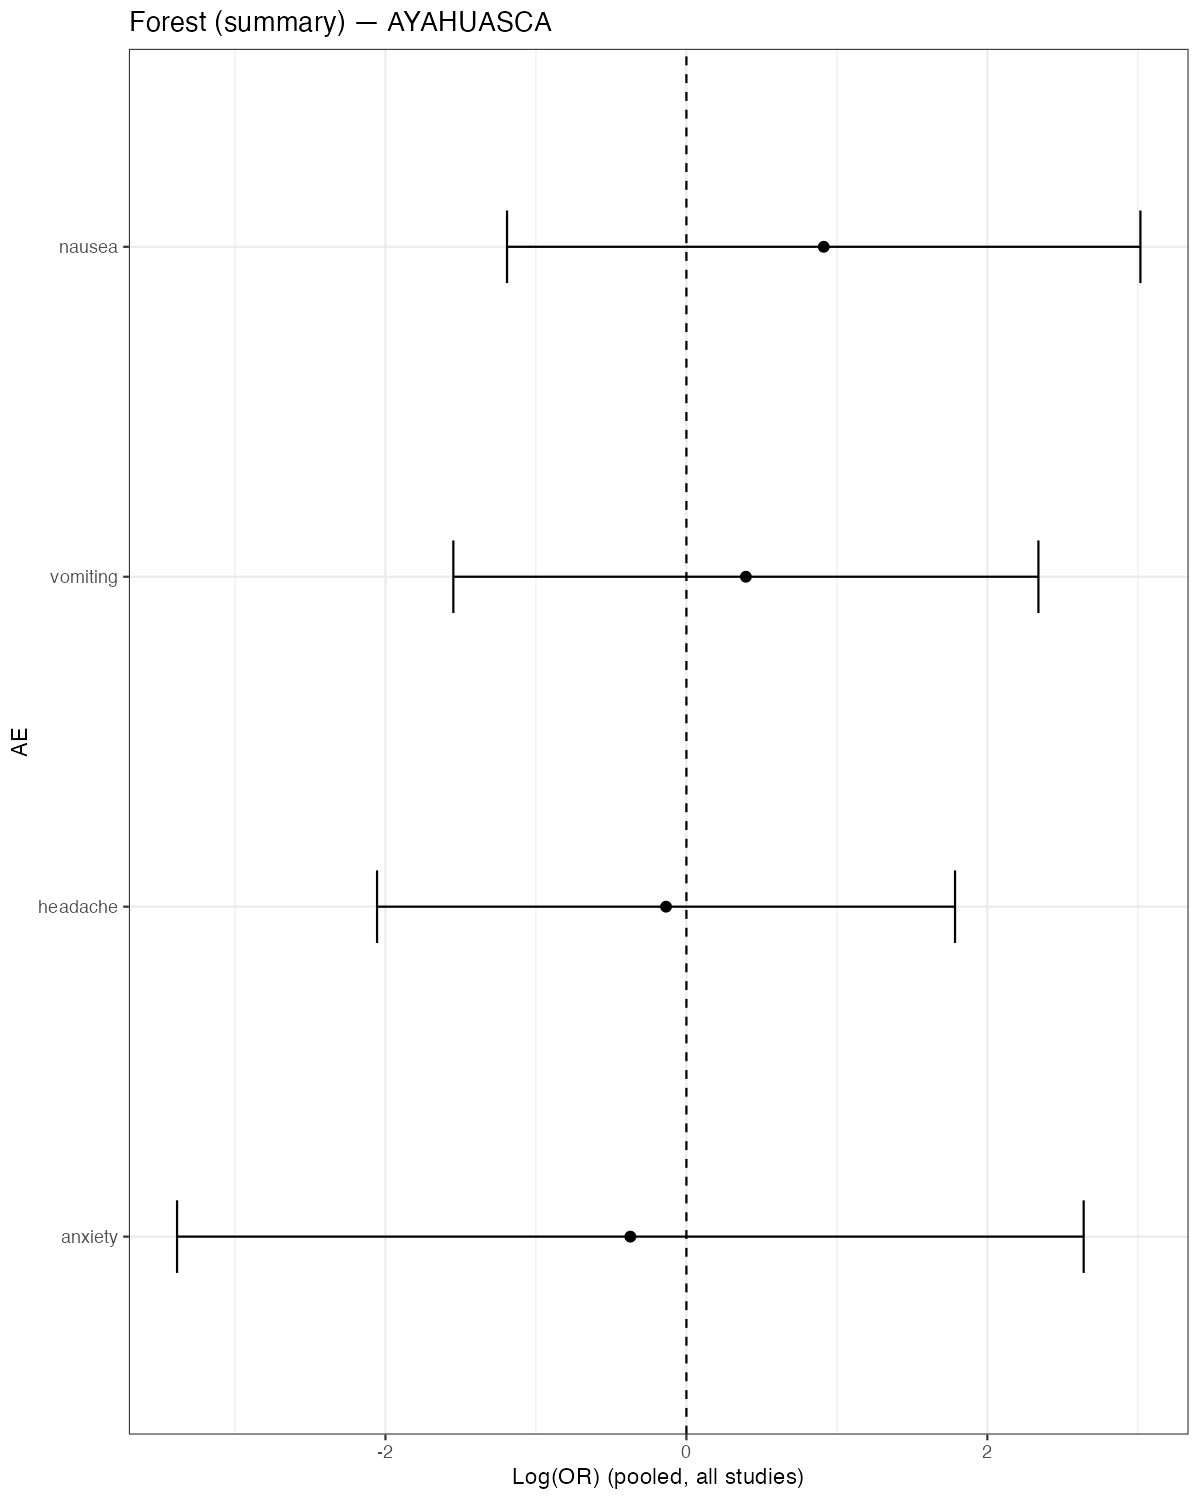 Forest (summary) — AYAHUASCA
nausea
vomiting
AE
headache
anxiety
-2 0 2
Log(OR) (pooled, all studies)